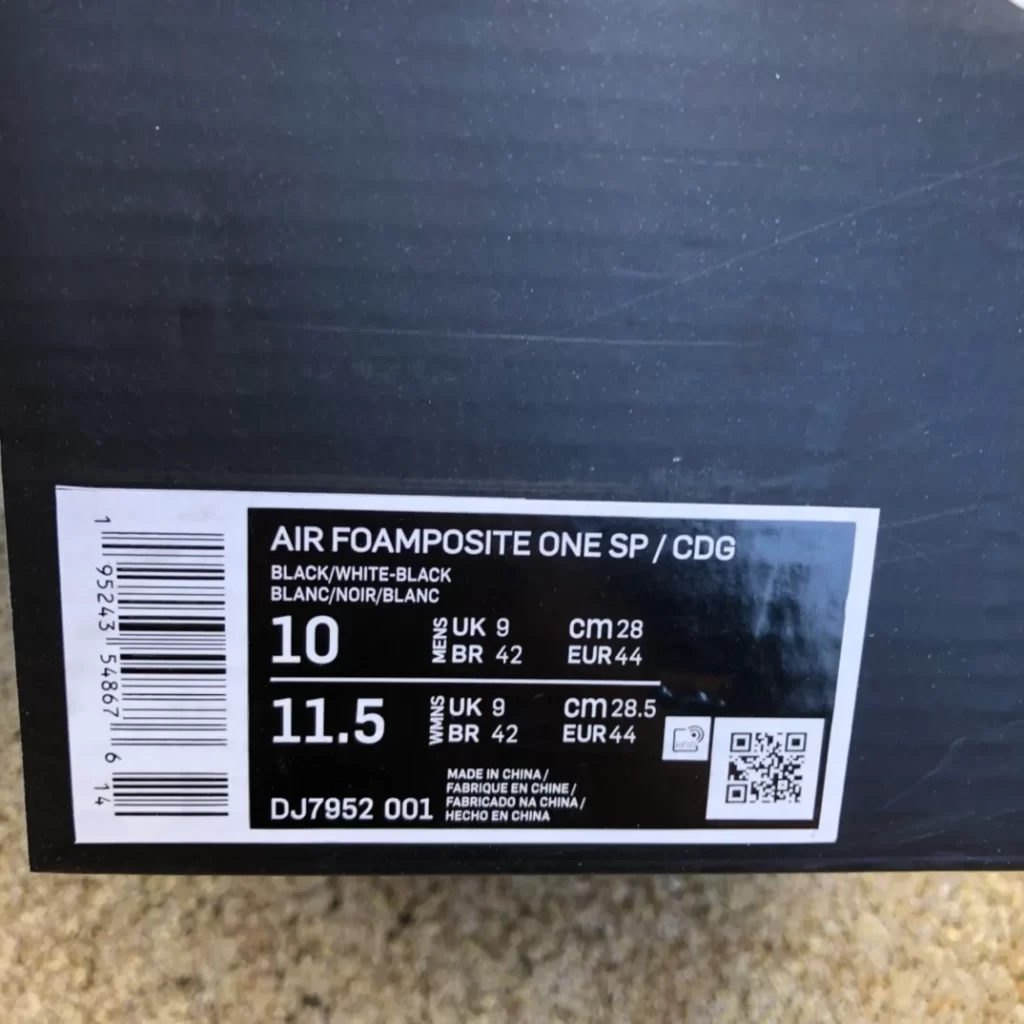 1 95243 54867 6 14
AIR FOAMPOSITE ONE SP / CDG
BLACK/WHITE-BLACK
BLANC/NOIR/BLANC
10 MENS UK 9 cm 28
BR 42 EUR 44
11.5 WMNS UK 9 cm 28.5
BR 42 EUR 44
RFID
MADE IN CHINA /
FABRIQUE EN CHINE /
FABRICADO NA CHINA /
DJ7952 001 HECHO EN CHINA